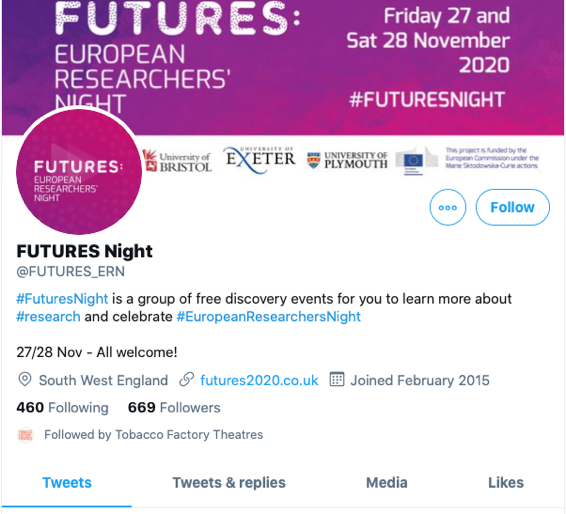 FUTURES:
EUROPEAN
RESEARCHERS'
NIGHT
Friday 27 and
Sat 28 November
2020
#FUTURESNIGHT
University of
BRISTOL
UNIVERSITY OF
EXETER
UNIVERSITY OF
PLYMOUTH
This project is funded by the
European Commission under the
Marie Skłodowska-Curie actions
FUTURES:
EUROPEAN
RESEARCHERS'
NIGHT
Follow
FUTURES Night
@FUTURES_ERN
#FuturesNight is a group of free discovery events for you to learn more about
#research and celebrate #EuropeanResearchersNight
27/28 Nov - All welcome!
South West England futures2020.co.uk Joined February 2015
460 Following 669 Followers
Followed by Tobacco Factory Theatres
Tweets Tweets & replies Media Likes